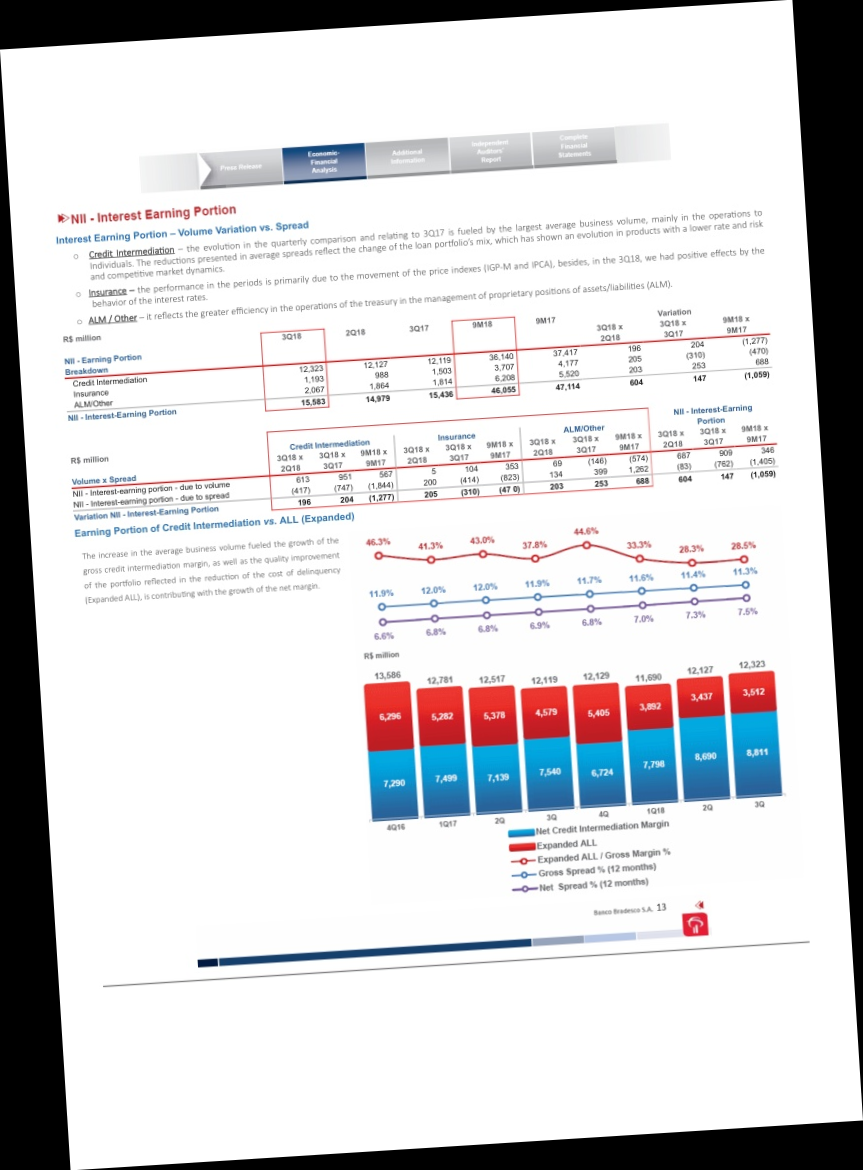 Press Release
Economic-
Financial
Analysis
Additional
Information
Independent
Auditors'
Report
Complete
Financial
Statements
NII - Interest Earning Portion
Interest Earning Portion – Volume Variation vs. Spread
o Credit Intermediation – the evolution in the quarterly comparison and relating to 3Q17 is fueled by the largest average business volume, mainly in the operations to
individuals. The reductions presented in average spreads reflect the change of the loan portfolio's mix, which has shown an evolution in products with a lower rate and risk
and competitive market dynamics.
o Insurance – the performance in the periods is primarily due to the movement of the price indexes (IGP-M and IPCA), besides, in the 3Q18, we had positive effects by the
behavior of the interest rates.
o ALM / Other – it reflects the greater efficiency in the operations of the treasury in the management of proprietary positions of assets/liabilities (ALM).
R$ million 3Q18 2Q18 3Q17 9M18 9M17 Variation
3Q18 x 3Q18 x 9M18 x
2Q18 3Q17 9M17
NII - Earning Portion
Breakdown
Credit Intermediation 12,323 12,127 12,119 36,140 37,417 196 204 (1,277)
Insurance 1,193 988 1,503 3,707 4,177 205 (310) (470)
ALM/Other 2,067 1,864 1,814 6,208 5,520 203 253 688
NII - Interest-Earning Portion 15,583 14,979 15,436 46,055 47,114 604 147 (1,059)
R$ million Credit Intermediation Insurance ALM/Other NII - Interest-Earning
Portion
3Q18 x 3Q18 x 9M18 x 3Q18 x 3Q18 x 9M18 x 3Q18 x 3Q18 x 9M18 x 3Q18 x 3Q18 x 9M18 x
2Q18 3Q17 9M17 2Q18 3Q17 9M17 2Q18 3Q17 9M17 2Q18 3Q17 9M17
Volume x Spread
NII - Interest-earning portion - due to volume 613 951 567 5 104 353 69 (146) (574) 687 909 346
NII - Interest-earning portion - due to spread (417) (747) (1,844) 200 (414) (823) 134 399 1,262 (83) (762) (1,405)
Variation NII - Interest-Earning Portion 196 204 (1,277) 205 (310) (47 0) 203 253 688 604 147 (1,059)
Earning Portion of Credit Intermediation vs. ALL (Expanded)
The increase in the average business volume fueled the growth of the
gross credit intermediation margin, as well as the quality improvement
of the portfolio reflected in the reduction of the cost of delinquency
(Expanded ALL), is contributing with the growth of the net margin.
46.3% 41.3% 43.0% 37.8% 44.6% 33.3% 28.3% 28.5%
11.9% 12.0% 12.0% 11.9% 11.7% 11.6% 11.4% 11.3%
6.6% 6.8% 6.8% 6.9% 6.8% 7.0% 7.3% 7.5%
R$ million
13,586 12,781 12,517 12,119 12,129 11,690 12,127 12,323
6,296 5,282 5,378 4,579 5,405 3,892 3,437 3,512
7,290 7,499 7,139 7,540 6,724 7,798 8,690 8,811
4Q16 1Q17 2Q 3Q 4Q 1Q18 2Q 3Q
Net Credit Intermediation Margin
Expanded ALL
Expanded ALL / Gross Margin %
Gross Spread % (12 months)
Net Spread % (12 months)
Banco Bradesco S.A. 13